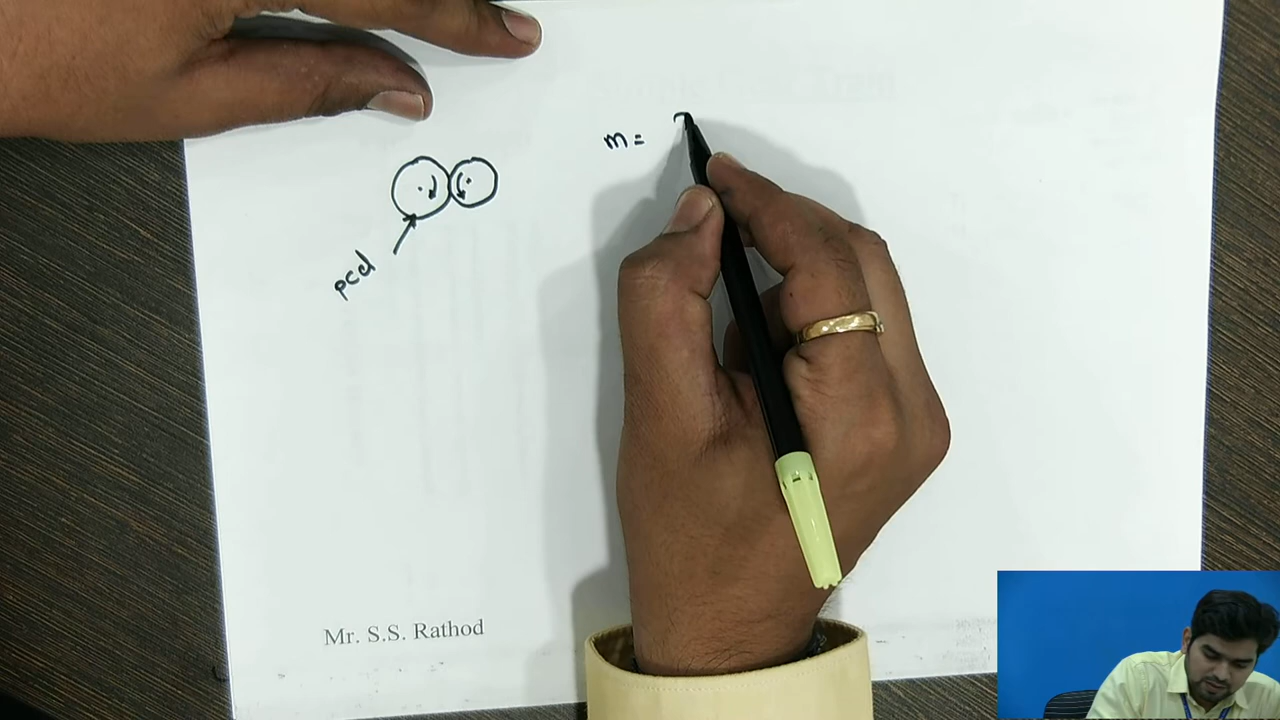 m =
pcd
Mr. S.S. Rathod